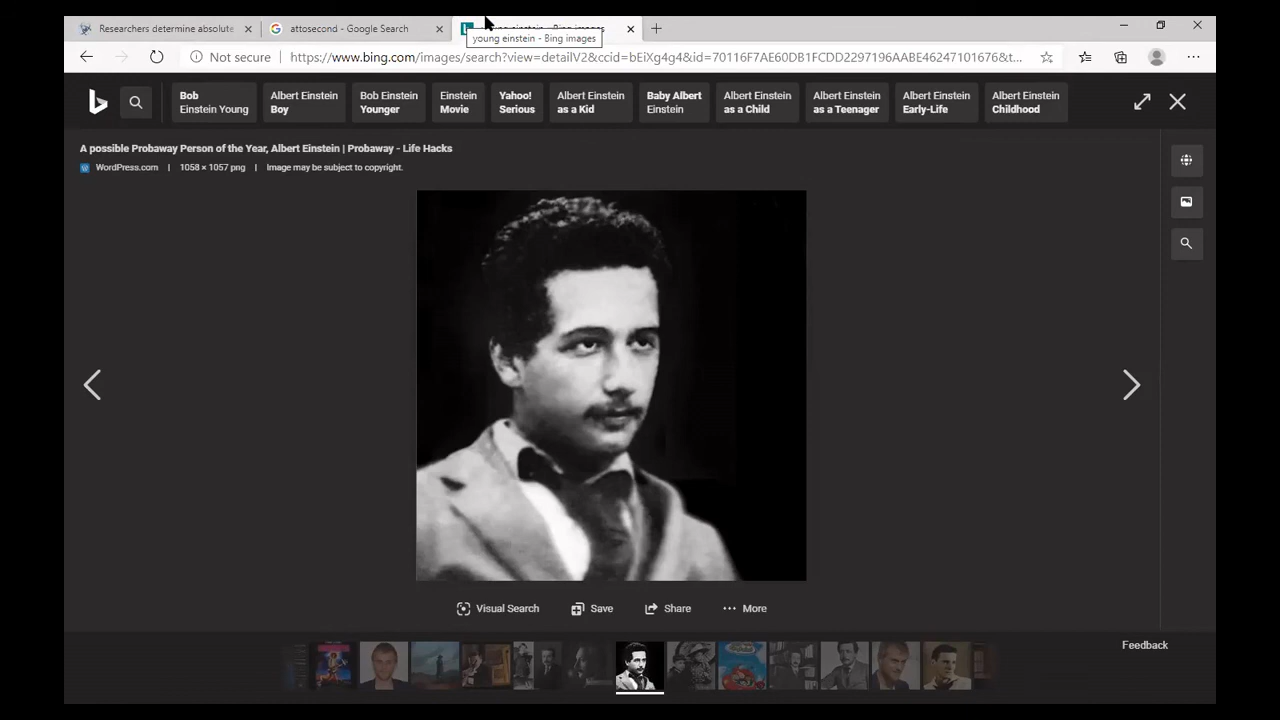 Researchers determine absolute
attosecond - Google Search
young einstein - Bing images
Not secure
https://www.bing.com/images/search?view=detailV2&ccid=bEiXg4g4&id=70116F7AE60DB1FCDD2297196AABE46247101676&t...
Bob
Einstein Young
Albert Einstein
Boy
Bob Einstein
Younger
Einstein
Movie
Yahoo!
Serious
Albert Einstein
as a Kid
Baby Albert
Einstein
Albert Einstein
as a Child
Albert Einstein
as a Teenager
Albert Einstein
Early-Life
Albert Einstein
Childhood
A possible Probaway Person of the Year, Albert Einstein | Probaway - Life Hacks
WordPress.com | 1058 × 1057 png | Image may be subject to copyright.
Visual Search
Save
Share
More
Feedback